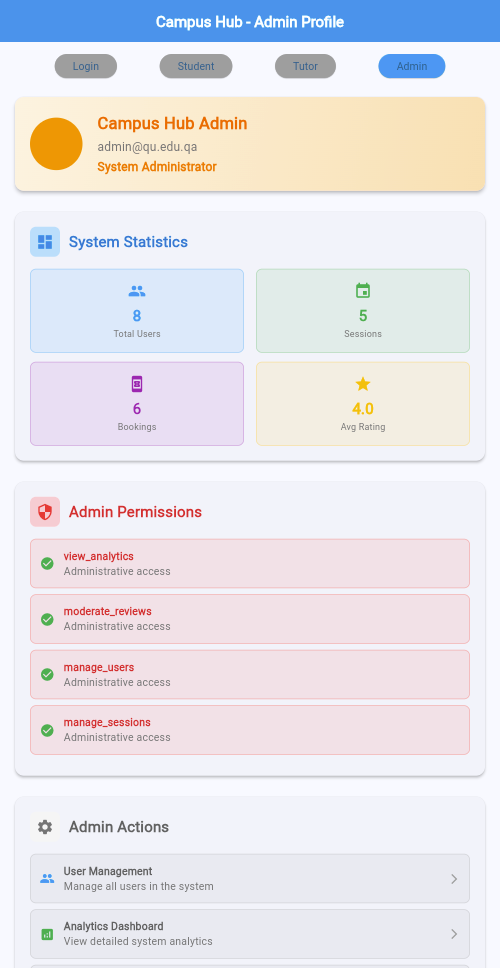 Campus Hub - Admin Profile
Login
Student
Tutor
Admin
Campus Hub Admin
admin@qu.edu.qa
System Administrator
System Statistics
8
Total Users
5
Sessions
6
Bookings
4.0
Avg Rating
Admin Permissions
view_analytics
Administrative access
moderate_reviews
Administrative access
manage_users
Administrative access
manage_sessions
Administrative access
Admin Actions
User Management
Manage all users in the system
Analytics Dashboard
View detailed system analytics